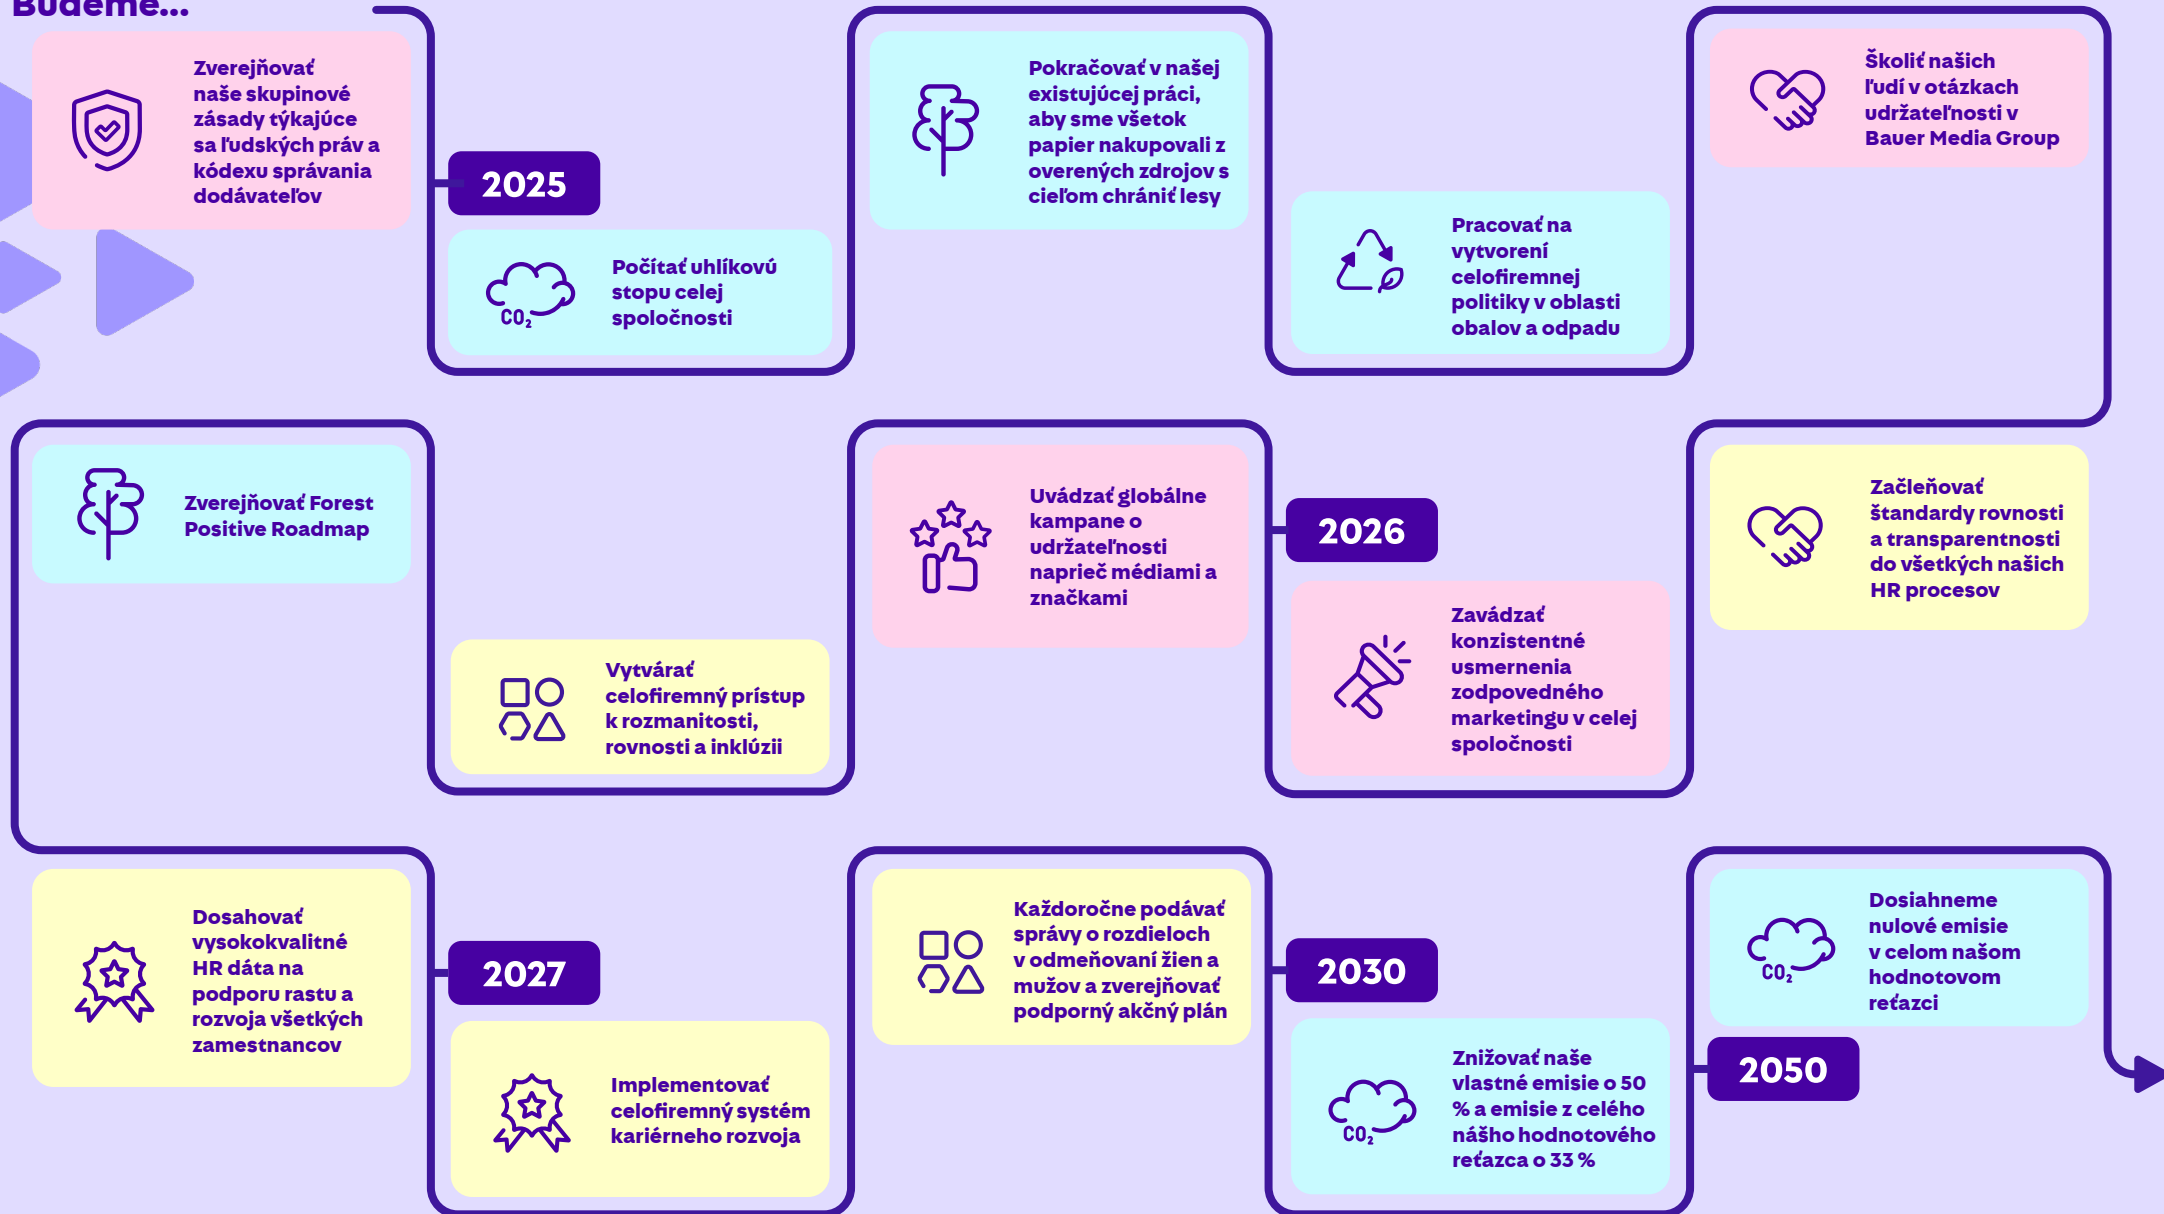 Budeme...
Zverejňovať
naše skupinové
zásady týkajúce
sa ľudských práv a
kódexu správania
dodávateľov
2025
CO₂
Počítať uhlíkovú
stopu celej
spoločnosti
Pokračovať v našej
existujúcej práci,
aby sme všetok
papier nakupovali z
overených zdrojov s
cieľom chrániť lesy
Pracovať na
vytvorení
celofiremnej
politiky v oblasti
obalov a odpadu
Školiť našich
ľudí v otázkach
udržateľnosti v
Bauer Media Group
Začleňovať
štandardy rovnosti
a transparentnosti
do všetkých našich
HR procesov
2026
Zavádzať
konzistentné
usmernenia
zodpovedného
marketingu v celej
spoločnosti
Uvádzať globálne
kampane o
udržateľnosti
naprieč médiami a
značkami
Vytvárať
celofiremný prístup
k rozmanitosti,
rovnosti a inklúzii
Zverejňovať Forest
Positive Roadmap
Dosahovať
vysokokvalitné
HR dáta na
podporu rastu a
rozvoja všetkých
zamestnancov
2027
Implementovať
celofiremný systém
kariérneho rozvoja
Každoročne podávať
správy o rozdieloch
v odmeňovaní žien a
mužov a zverejňovať
podporný akčný plán
2030
CO₂
Znižovať naše
vlastné emisie o 50
% a emisie z celého
nášho hodnotového
reťazca o 33 %
CO₂
Dosiahneme
nulové emisie
v celom našom
hodnotovom
reťazci
2050